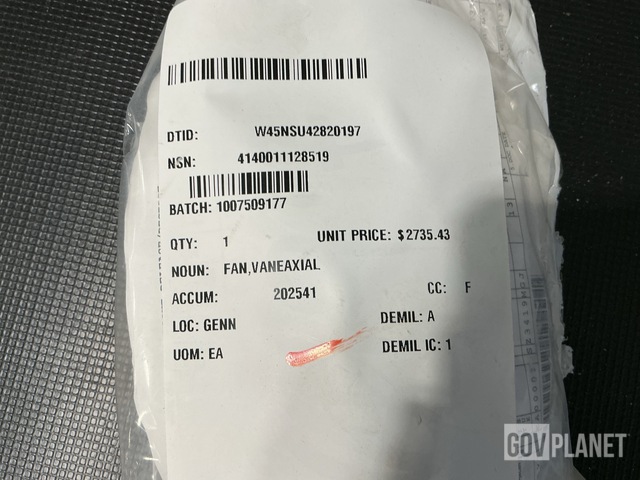 DTID: W45NSU42820197
NSN: 4140011128519
BATCH: 1007509177
QTY: 1 UNIT PRICE: $2735.43
NOUN: FAN,VANEAXIAL
ACCUM: 202541 CC: F
LOC: GENN DEMIL: A
UOM: EA DEMIL IC: 1
GOVPLANET